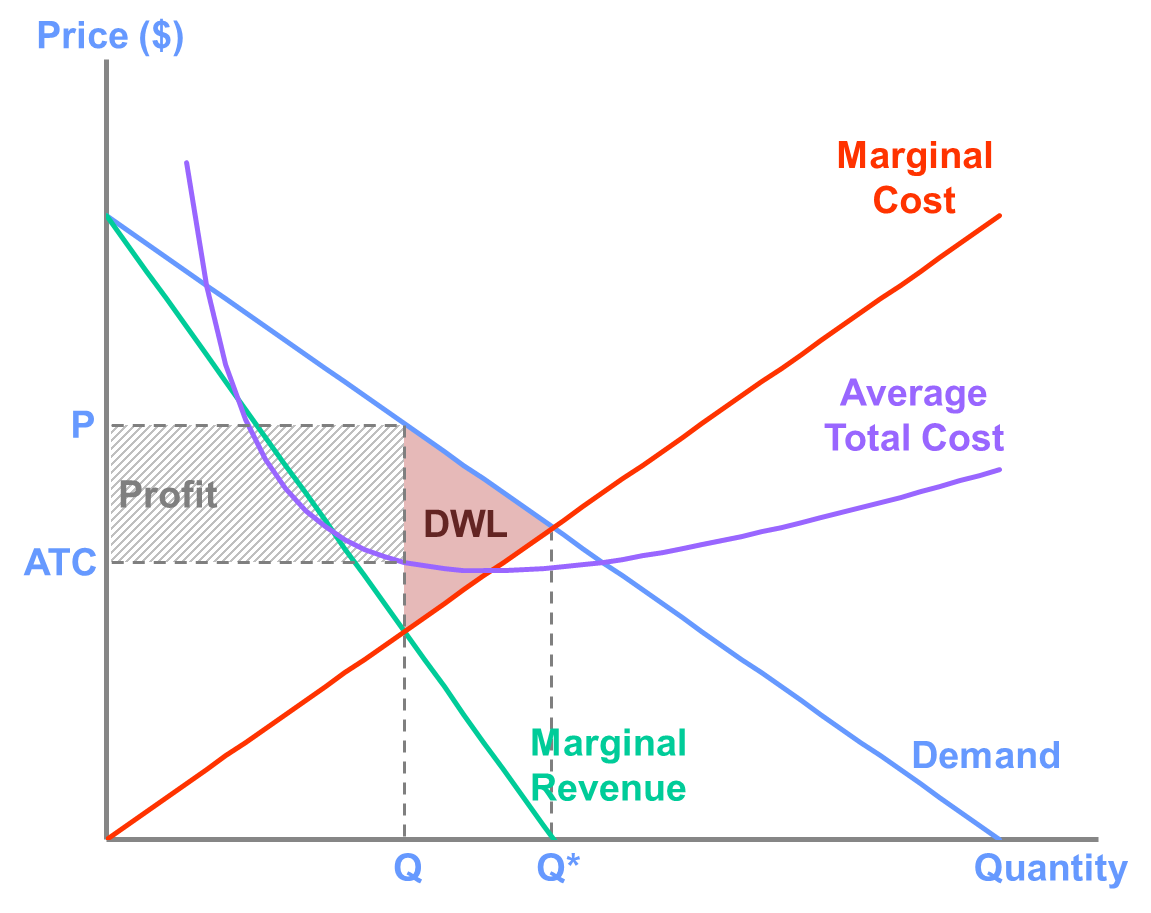 Price ($)
Marginal
Cost
Average
Total Cost
P
Profit
DWL
ATC
Marginal
Revenue
Demand
Q
Q*
Quantity